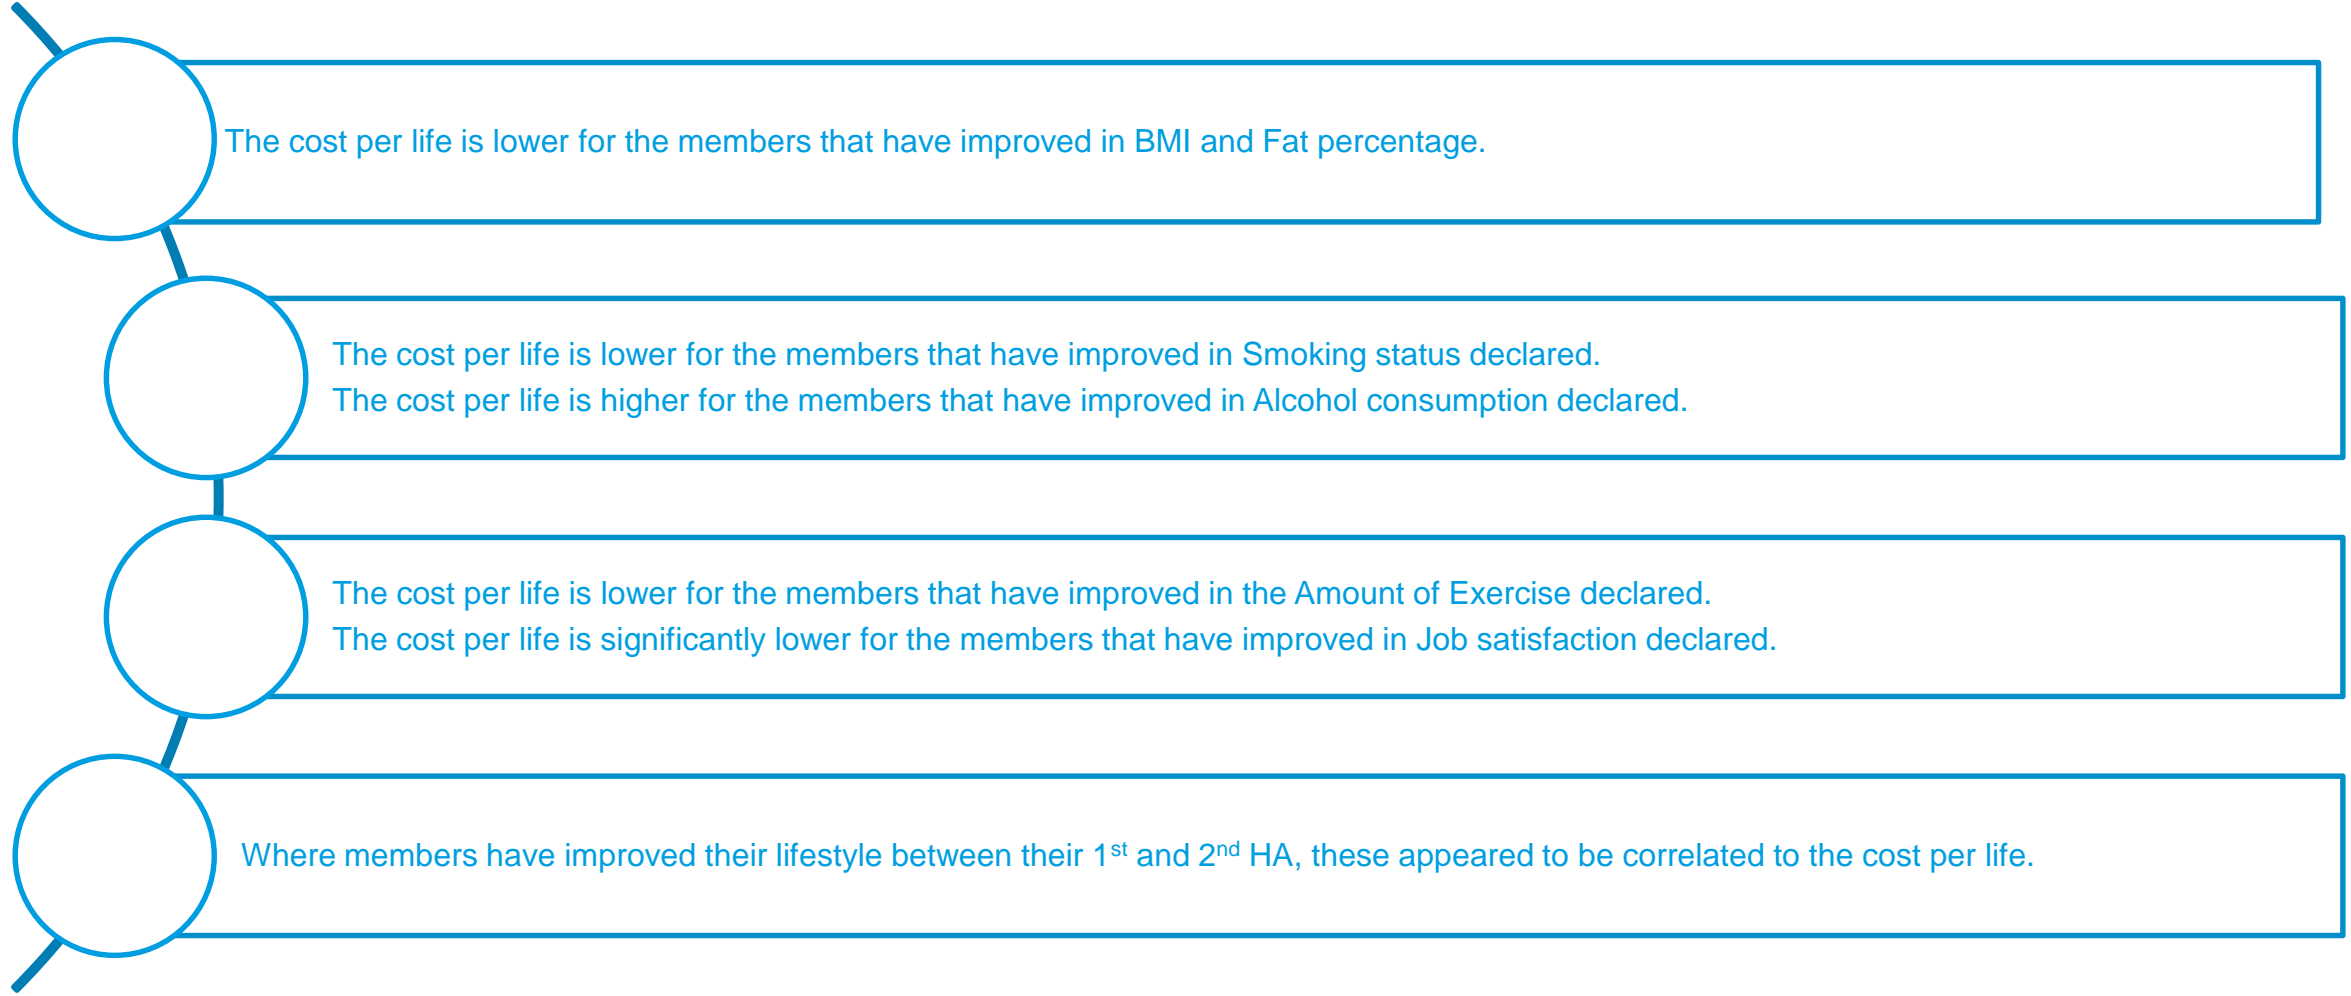 The cost per life is lower for the members that have improved in BMI and Fat percentage.
The cost per life is lower for the members that have improved in Smoking status declared.
The cost per life is higher for the members that have improved in Alcohol consumption declared.
The cost per life is lower for the members that have improved in the Amount of Exercise declared.
The cost per life is significantly lower for the members that have improved in Job satisfaction declared.
Where members have improved their lifestyle between their 1st and 2nd HA, these appeared to be correlated to the cost per life.